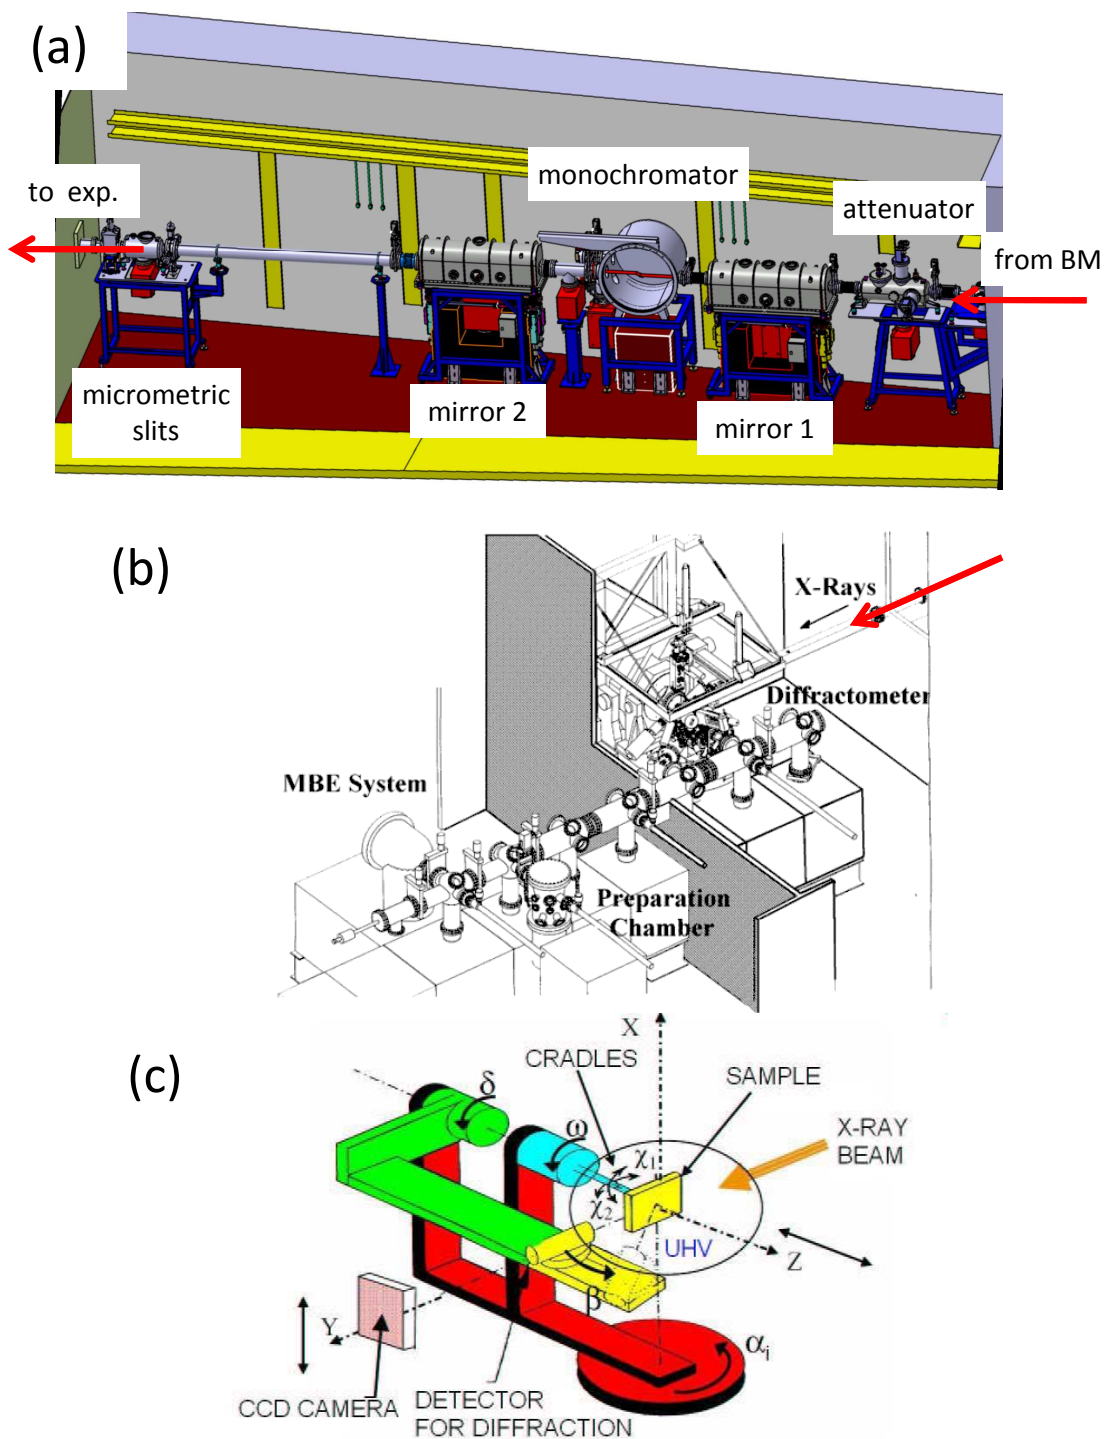 (a)
monochromator
to exp.
attenuator
from BM
micrometric
slits
mirror 2
mirror 1
(b)
X-Rays
Diffractometer
MBE System
Preparation
Chamber
(c)
X
CRADLES
SAMPLE
δ
ω
X-RAY
BEAM
χ1
χ2
UHV
Z
β
Y
αi
CCD CAMERA
DETECTOR
FOR DIFFRACTION